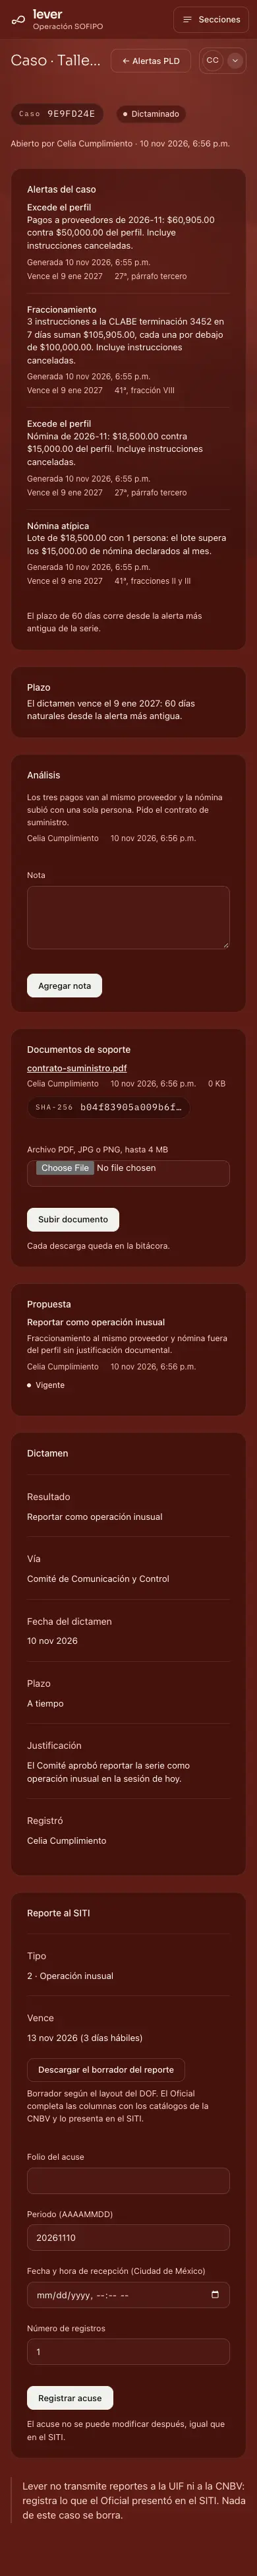 lever
Operación SOFIPO
Secciones
Caso · Talle...
← Alertas PLD
CC
Caso 9E9FD24E
Dictaminado
Abierto por Celia Cumplimiento · 10 nov 2026, 6:56 p.m.
Alertas del caso
Excede el perfil
Pagos a proveedores de 2026-11: $60,905.00
contra $50,000.00 del perfil. Incluye
instrucciones canceladas.
Generada 10 nov 2026, 6:55 p.m.
Vence el 9 ene 2027 27ª, párrafo tercero
Fraccionamiento
3 instrucciones a la CLABE terminación 3452 en
7 días suman $105,905.00, cada una por debajo
de $100,000.00. Incluye instrucciones
canceladas.
Generada 10 nov 2026, 6:55 p.m.
Vence el 9 ene 2027 41ª, fracción VIII
Excede el perfil
Nómina de 2026-11: $18,500.00 contra
$15,000.00 del perfil. Incluye instrucciones
canceladas.
Generada 10 nov 2026, 6:55 p.m.
Vence el 9 ene 2027 27ª, párrafo tercero
Nómina atípica
Lote de $18,500.00 con 1 persona: el lote supera
los $15,000.00 de nómina declarados al mes.
Generada 10 nov 2026, 6:55 p.m.
Vence el 9 ene 2027 41ª, fracciones II y III
El plazo de 60 días corre desde la alerta más
antigua de la serie.
Plazo
El dictamen vence el 9 ene 2027: 60 días
naturales desde la alerta más antigua.
Análisis
Los tres pagos van al mismo proveedor y la nómina
subió con una sola persona. Pido el contrato de
suministro.
Celia Cumplimiento 10 nov 2026, 6:56 p.m.
Nota
Agregar nota
Documentos de soporte
contrato-suministro.pdf
Celia Cumplimiento 10 nov 2026, 6:56 p.m. 0 KB
SHA-256 b04f83905a009b6f…
Archivo PDF, JPG o PNG, hasta 4 MB
Choose File No file chosen
Subir documento
Cada descarga queda en la bitácora.
Propuesta
Reportar como operación inusual
Fraccionamiento al mismo proveedor y nómina fuera
del perfil sin justificación documental.
Celia Cumplimiento 10 nov 2026, 6:56 p.m.
Vigente
Dictamen
Resultado
Reportar como operación inusual
Vía
Comité de Comunicación y Control
Fecha del dictamen
10 nov 2026
Plazo
A tiempo
Justificación
El Comité aprobó reportar la serie como
operación inusual en la sesión de hoy.
Registró
Celia Cumplimiento
Reporte al SITI
Tipo
2 · Operación inusual
Vence
13 nov 2026 (3 días hábiles)
Descargar el borrador del reporte
Borrador según el layout del DOF. El Oficial
completa las columnas con los catálogos de la
CNBV y lo presenta en el SITI.
Folio del acuse
Periodo (AAAAMMDD)
20261110
Fecha y hora de recepción (Ciudad de México)
mm/dd/yyyy, --:-- --
Número de registros
1
Registrar acuse
El acuse no se puede modificar después, igual que
en el SITI.
Lever no transmite reportes a la UIF ni a la CNBV:
registra lo que el Oficial presentó en el SITI. Nada
de este caso se borra.